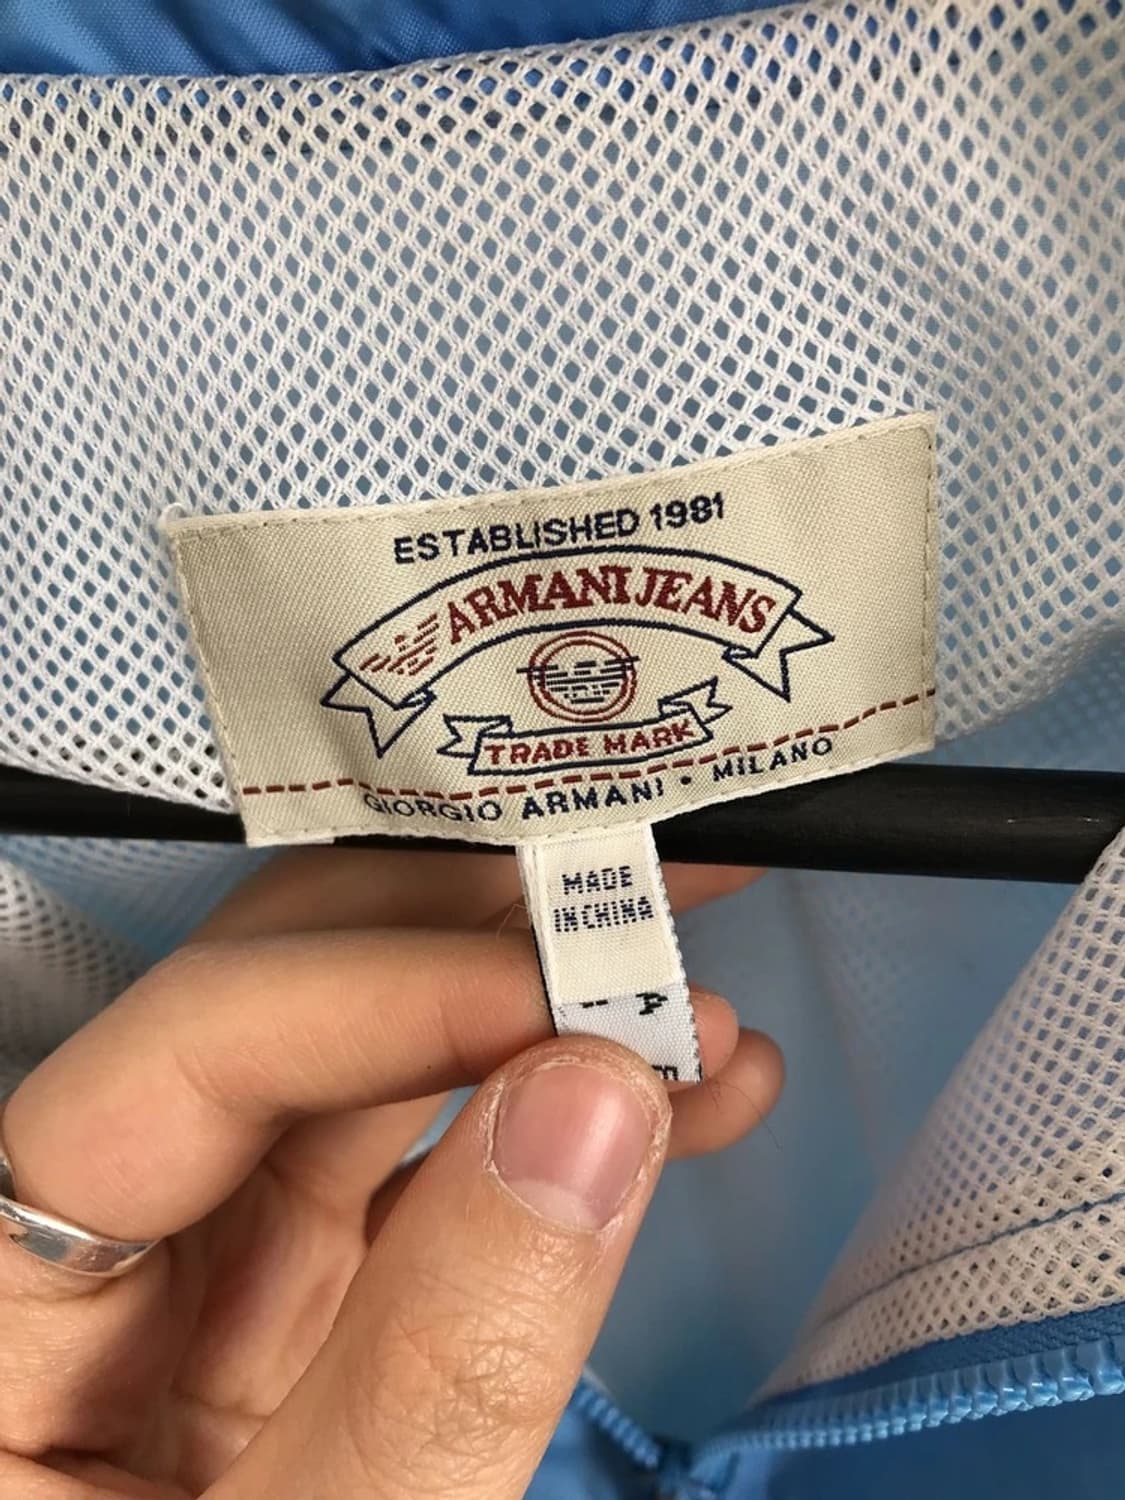 ESTABLISHED 1981
ARMANI JEANS
TRADE MARK
GIORGIO ARMANI • MILANO
MADE
IN CHINA